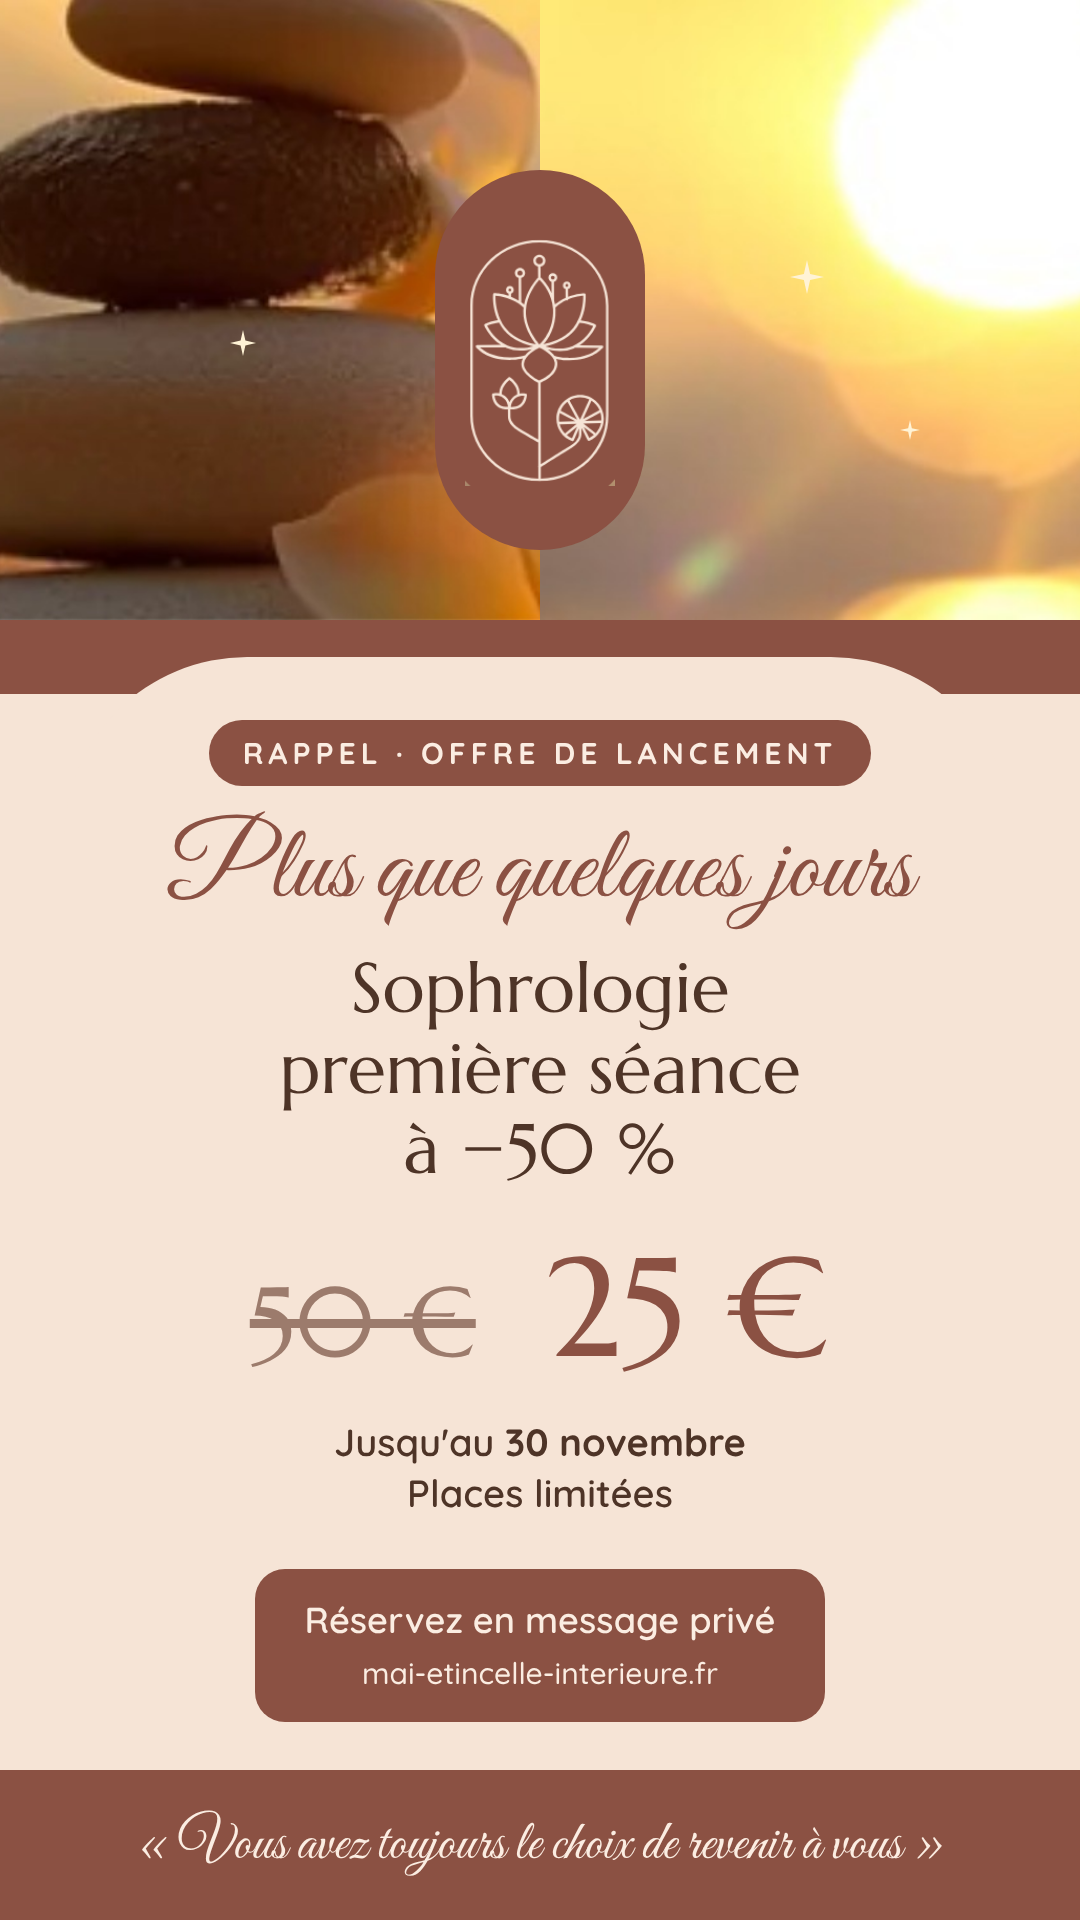 RAPPEL · OFFRE DE LANCEMENT
Plus que quelques jours
Sophrologie
première séance
à −50 %
50 € 25 €
Jusqu'au 30 novembre
Places limitées
Réservez en message privé
mai-etincelle-interieure.fr
« Vous avez toujours le choix de revenir à vous »